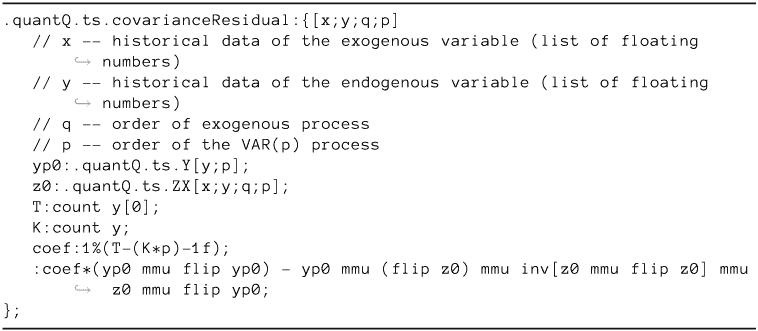 .quantQ.ts.covarianceResidual:{[x;y;q;p]
// x -- historical data of the exogenous variable (list of floating
↪ numbers)
// y -- historical data of the endogenous variable (list of floating
↪ numbers)
// q -- order of exogenous process
// p -- order of the VAR(p) process
yp0:.quantQ.ts.Y[y;p];
z0:.quantQ.ts.ZX[x;y;q;p];
T:count y[0];
K:count y;
coef:1%(T-(K*p)-1f);
:coef*(yp0 mmu flip yp0) - yp0 mmu (flip z0) mmu inv[z0 mmu flip z0] mmu
↪ z0 mmu flip yp0;
};